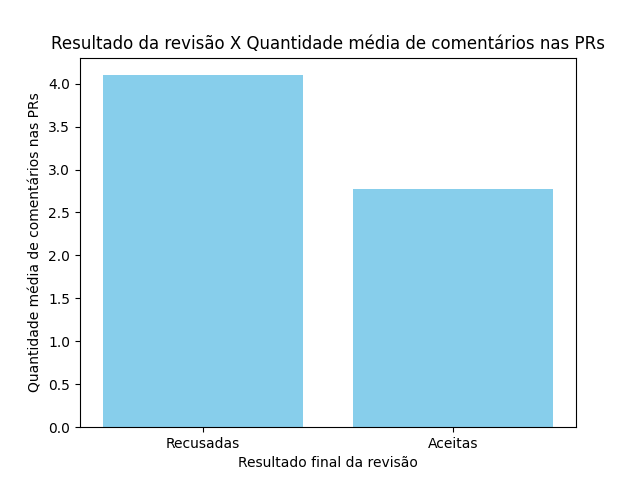 Resultado da revisão X Quantidade média de comentários nas PRs
Quantidade média de comentários nas PRs
4.0
3.5
3.0
2.5
2.0
1.5
1.0
0.5
0.0
Recusadas
Aceitas
Resultado final da revisão